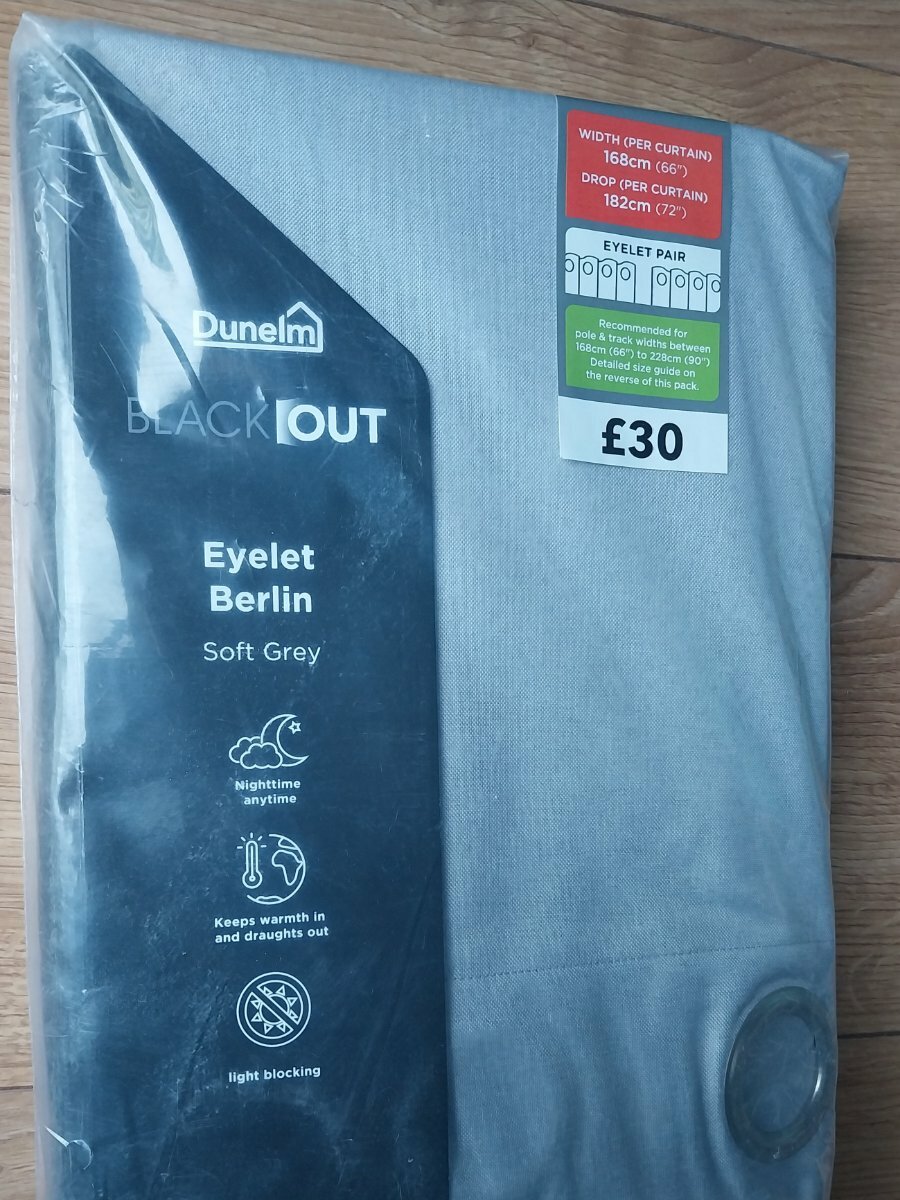 WIDTH (PER CURTAIN)
168cm (66")
DROP (PER CURTAIN)
182cm (72")
EYELET PAIR
Recommended for
pole & track widths between
168cm (66") to 228cm (90")
Detailed size guide on
the reverse of this pack.
£30
Dunelm
BLACK OUT
Eyelet
Berlin
Soft Grey
Nighttime
anytime
Keeps warmth in
and draughts out
light blocking